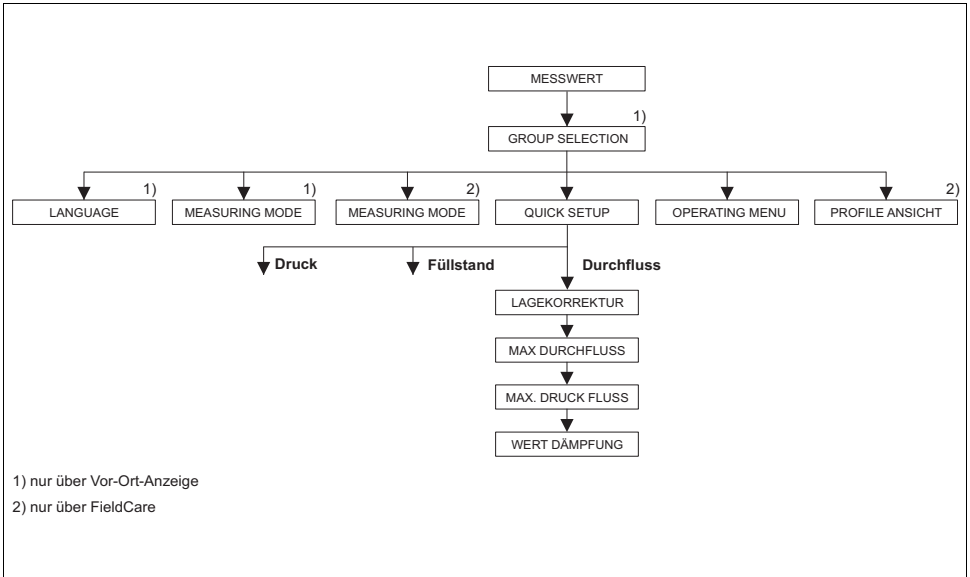 MESSWERT
1)
GROUP SELECTION
1) 1) 2) 2)
LANGUAGE MEASURING MODE MEASURING MODE QUICK SETUP OPERATING MENU PROFILE ANSICHT
Druck Füllstand Durchfluss
LAGEKORREKTUR
MAX DURCHFLUSS
MAX. DRUCK FLUSS
WERT DÄMPFUNG
1) nur über Vor-Ort-Anzeige
2) nur über FieldCare